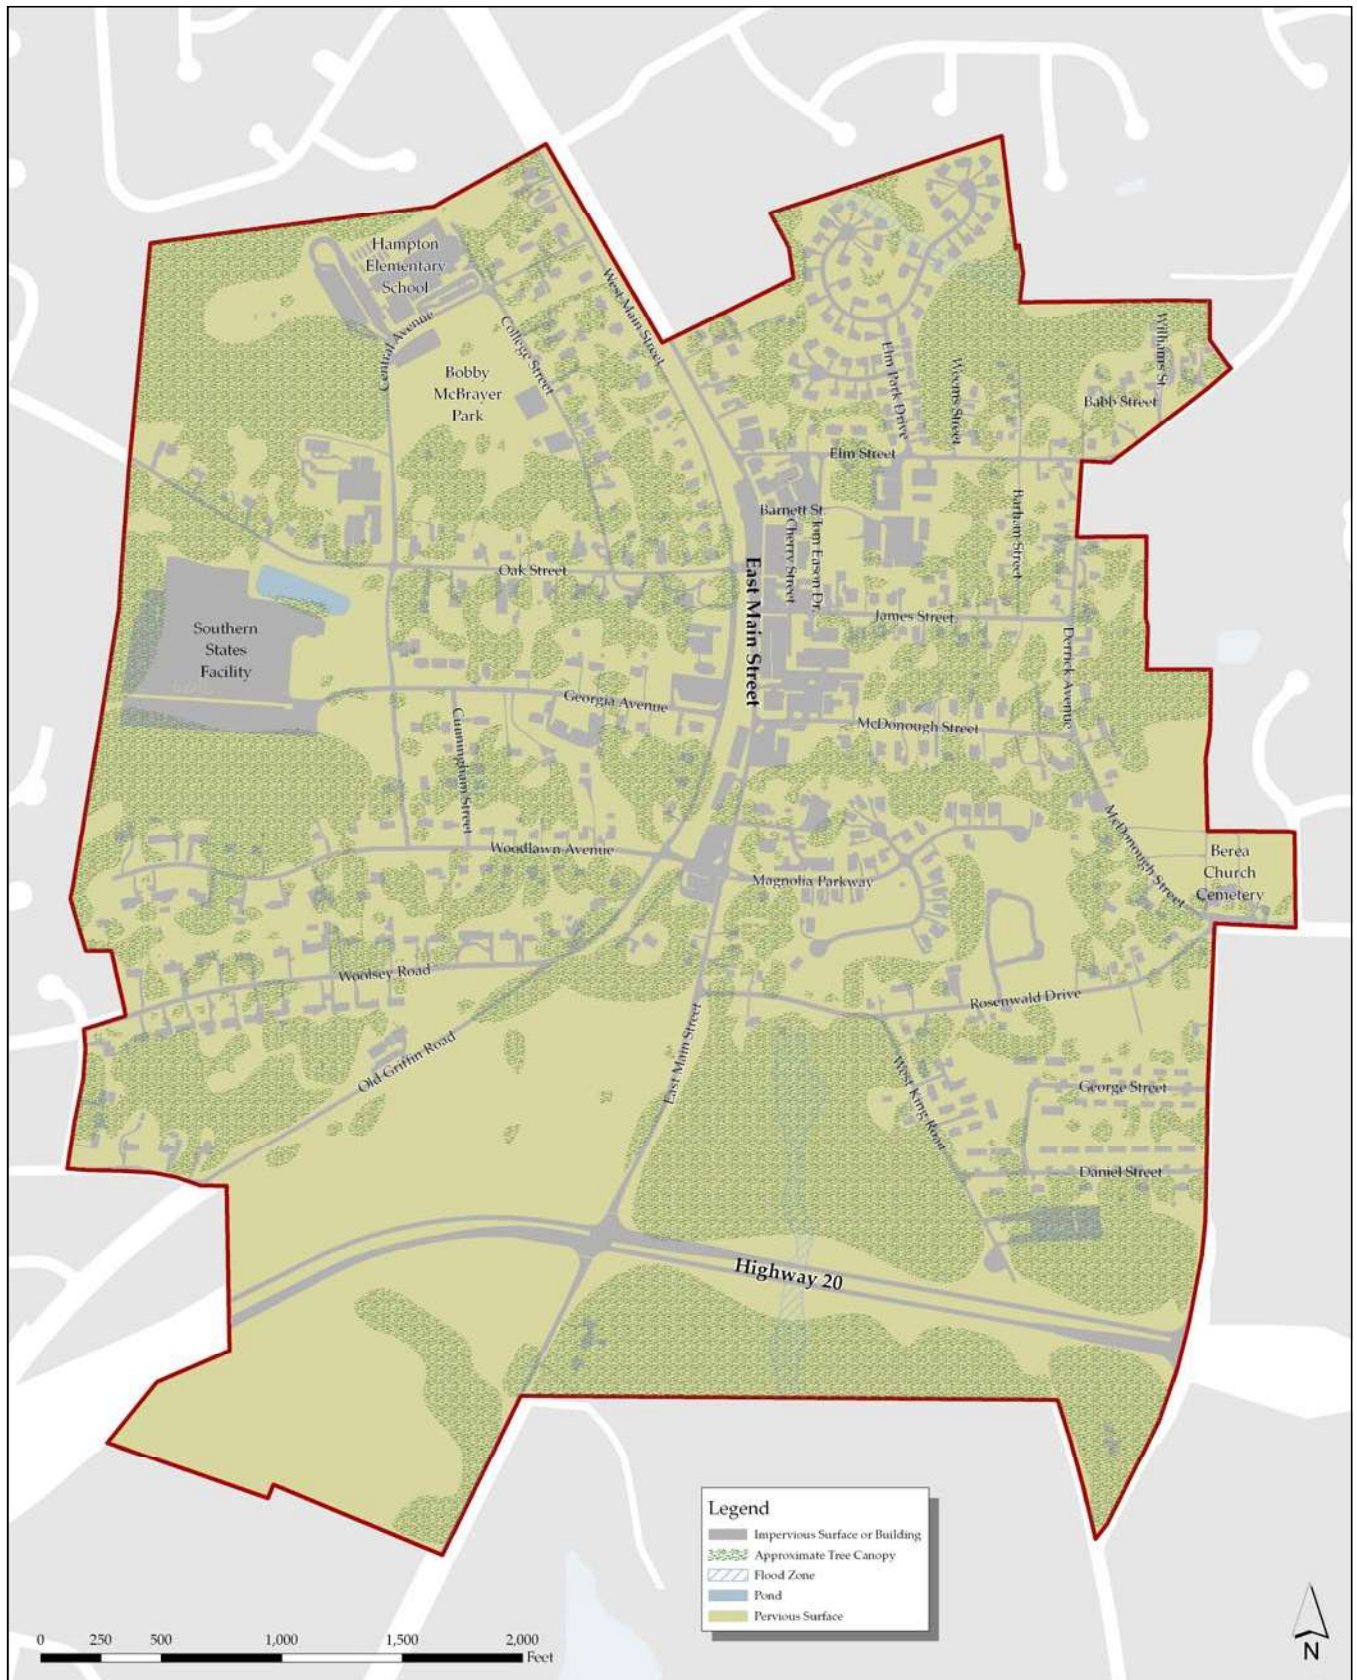 Hampton
Elementary
School
West Main Street
Central Avenue
College Street
Bobby
McBrayer
Park
Elm Park Drive
Weems Street
Williams St.
Babb Street
Elm Street
Barnett St.
Cherry Street
Tom Eason Dr.
Barham Street
Oak Street
East Main Street
James Street
Derrick Avenue
Southern
States
Facility
Georgia Avenue
Cunningham Street
McDonough Street
McDonough Street
Woodlawn Avenue
Magnolia Parkway
Berea
Church
Cemetery
Woolsey Road
Rosenwald Drive
Old Griffin Road
East Main Street
West King Road
George Street
Daniel Street
Highway 20
Legend
Impervious Surface or Building
Approximate Tree Canopy
Flood Zone
Pond
Pervious Surface
0 250 500 1,000 1,500 2,000
Feet
N